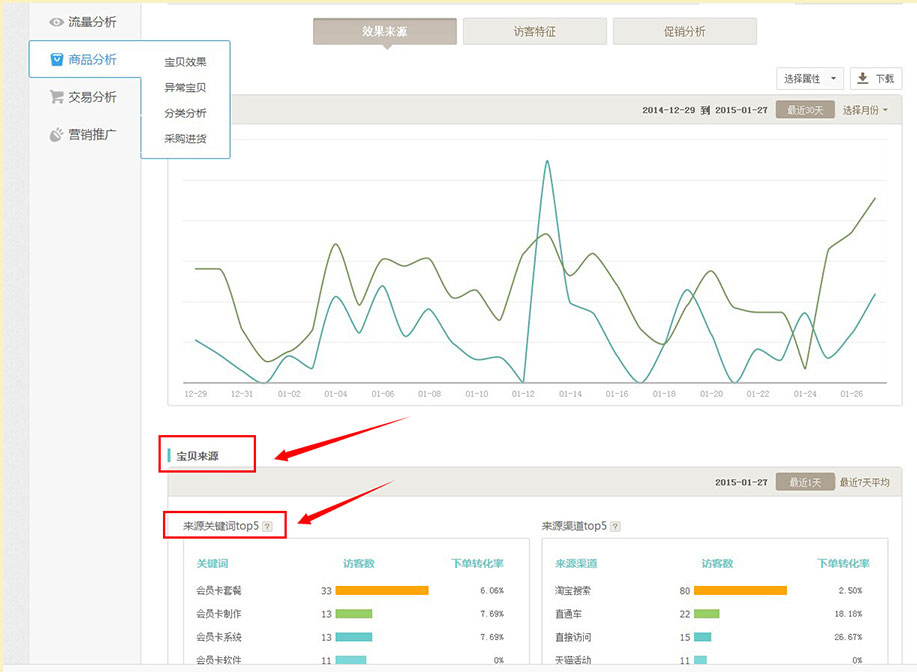 流量分析
商品分析
交易分析
营销推广
宝贝效果
异常宝贝
分类分析
采购进货
效果来源
访客特征
促销分析
选择属性
下载
2014-12-29 到 2015-01-27
最近30天
选择月份
12-29 12-31 01-02 01-04 01-06 01-08 01-10 01-12 01-14 01-16 01-18 01-20 01-22 01-24 01-26
宝贝来源
2015-01-27
最近1天
最近7天平均
来源关键词top5 ?
关键词 访客数 下单转化率
会员卡套餐 33 6.06%
会员卡制作 13 7.69%
会员卡系统 13 7.69%
会员卡软件 11 0%
来源渠道top5 ?
来源渠道 访客数 下单转化率
淘宝搜索 80 2.50%
直通车 22 18.18%
直接访问 15 26.67%
天猫活动 11 0%